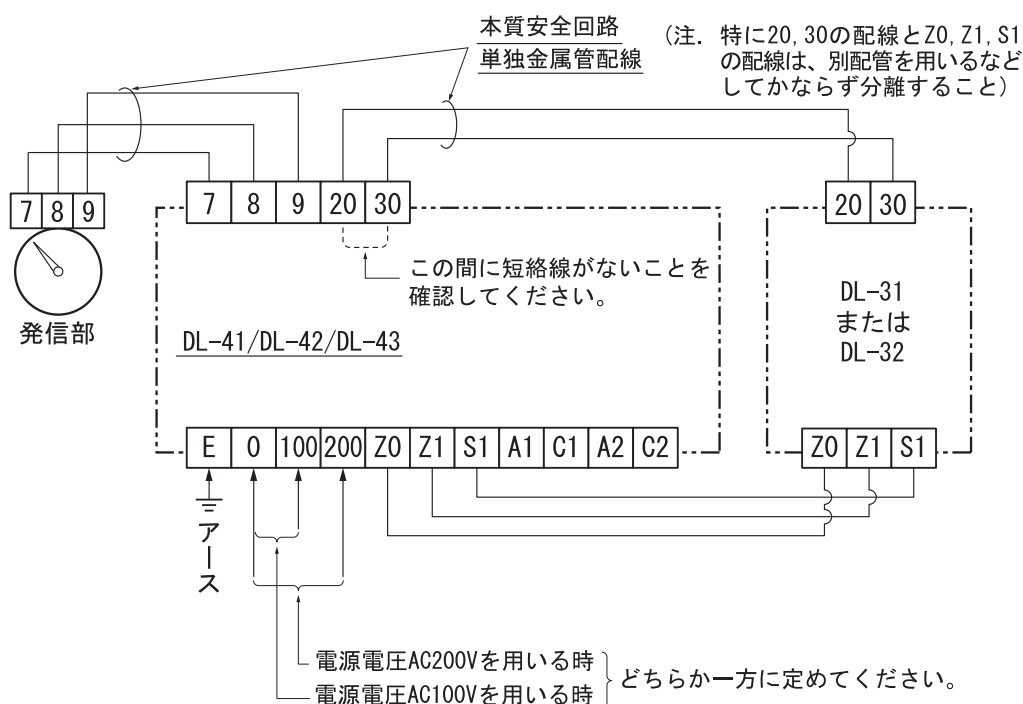 本質安全回路
単独金属管配線
(注. 特に20, 30の配線とZ0, Z1, S1
の配線は、別配管を用いるなど
してかならず分離すること)
7 8 9
発信部
7 8 9 20 30
20 30
この間に短絡線がないことを
確認してください。
DL-41/DL-42/DL-43
DL-31
または
DL-32
E 0 100 200 Z0 Z1 S1 A1 C1 A2 C2
Z0 Z1 S1
アース
電源電圧AC200Vを用いる時
電源電圧AC100Vを用いる時
どちらか一方に定めてください。